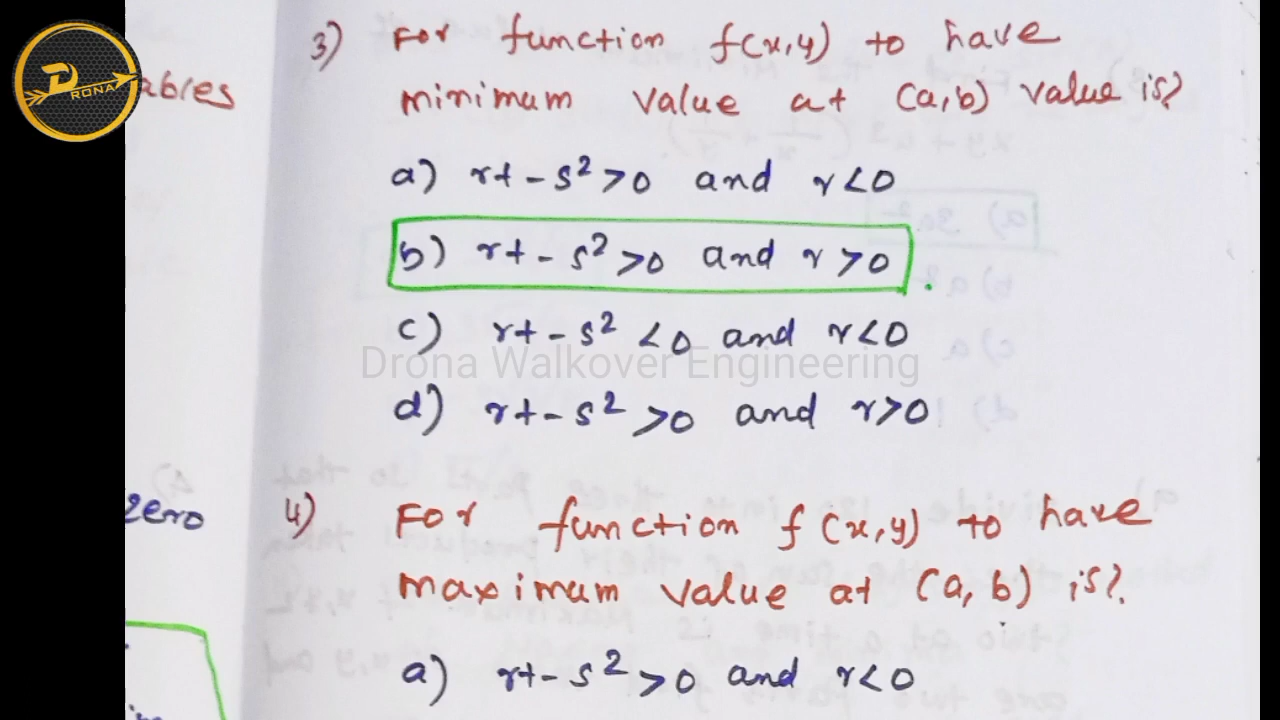 DRONA
ables
3) For function f(x,y) to have
minimum value at (a,b) value is?
a) rt-s²>0 and r<0
b) rt-s²>0 and r>0.
c) rt-s²<0 and r<0
Drona Walkover Engineering
d) rt-s²>0 and r>0
zero
4) For function f(x,y) to have
maximum value at (a,b) is?
a) rt-s²>0 and r<0